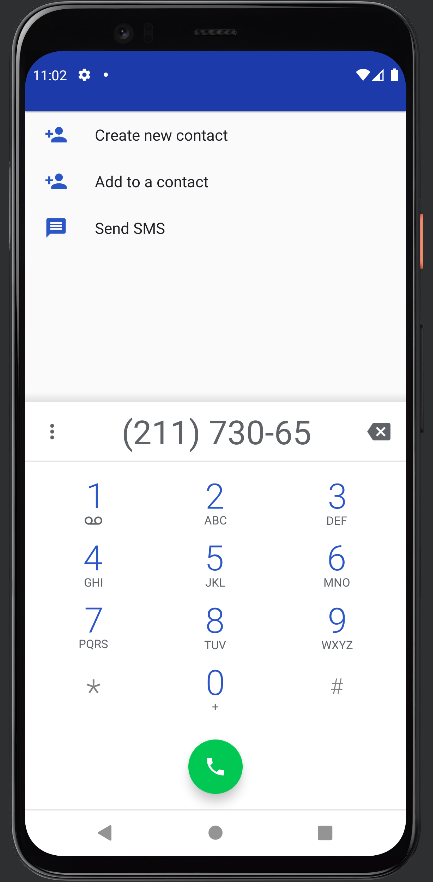 11:02
Create new contact
Add to a contact
Send SMS
(211) 730-65
1 2 3
ABC DEF
4 5 6
GHI JKL MNO
7 8 9
PQRS TUV WXYZ
* 0 #
+